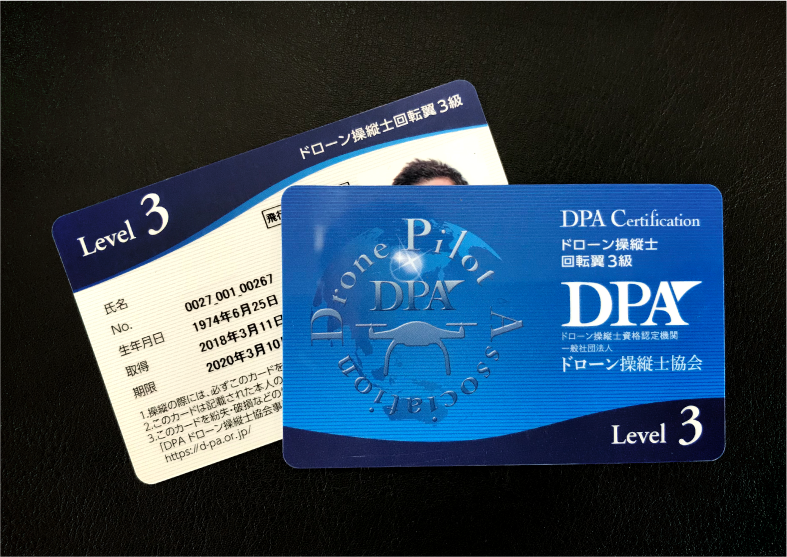 ドローン操縦士回転翼3級
Level 3
飛行
氏名
No. 0027_001_00267
生年月日 1974年6月25日
取得 2018年3月11日
期限 2020年3月10
1.操縦の際には、必ずこのカードを
2.このカードは記載された本人の
3.このカードを紛失・破損などの
「DPAドローン操縦士協会事
https://d-pa.or.jp/
Drone Pilot Association
DPA
DPA Certification
ドローン操縦士
回転翼3級
DPA
ドローン操縦士資格認定機関
一般社団法人
ドローン操縦士協会
Level 3